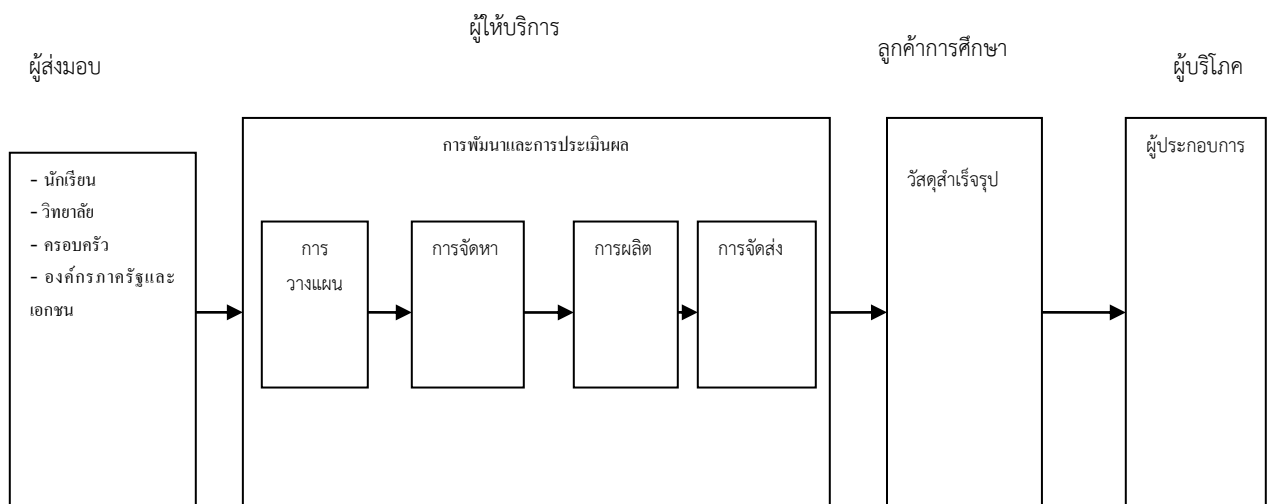 ผู้ให้บริการ
ลูกค้าการศึกษา
ผู้ส่งมอบ
ผู้บริโภค
การพัมนาและการประเมินผล
ผู้ประกอบการ
- นักเรียน
- วิทยาลัย
- ครอบครัว
- องค์กรภาครัฐและ
เอกชน
วัสดุสำเร็จรุป
การ
วางแผน
การจัดหา
การผลิต
การจัดส่ง